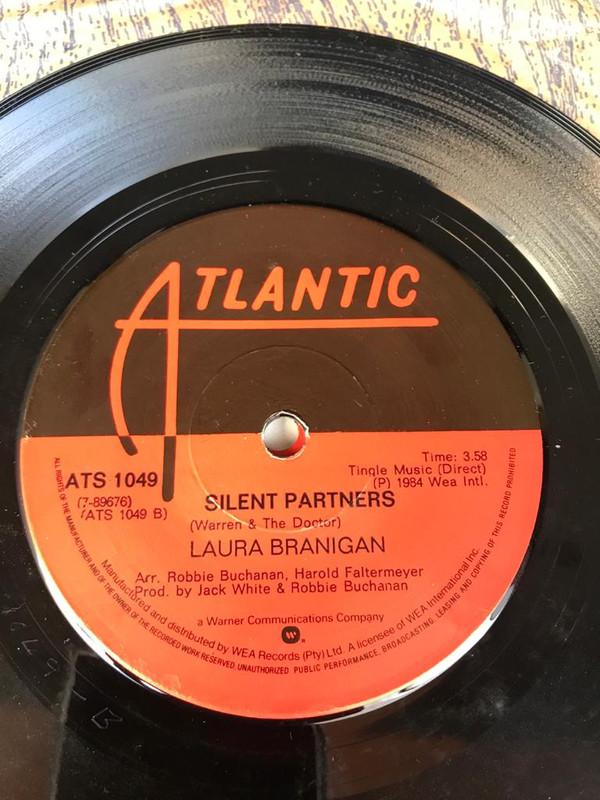 ATLANTIC
ATS 1049
(7-89676)
(ATS 1049 B)
Time: 3.58
Tingle Music (Direct)
(P) 1984 Wea Intl.
SILENT PARTNERS
(Warren & The Doctor)
LAURA BRANIGAN
Arr. Robbie Buchanan, Harold Faltermeyer
Prod. by Jack White & Robbie Buchanan
a Warner Communications Company
Manufactured and distributed by WEA Records (Pty) Ltd. A licensee of WEA International Inc.
ALL RIGHTS OF THE MANUFACTURER AND OF THE OWNER OF THE RECORDED WORK RESERVED. UNAUTHORIZED PUBLIC PERFORMANCE, BROADCASTING, LEASING AND COPYING OF THIS RECORD PROHIBITED